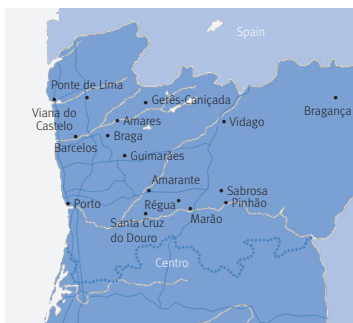 Spain
Ponte de Lima
Gerês-Caniçada
Bragança
Viana do
Castelo
Amares
Vidago
Barcelos
Braga
Guimarães
Amarante
Sabrosa
Porto
Régua
Pinhão
Marão
Santa Cruz
do Douro
Centro